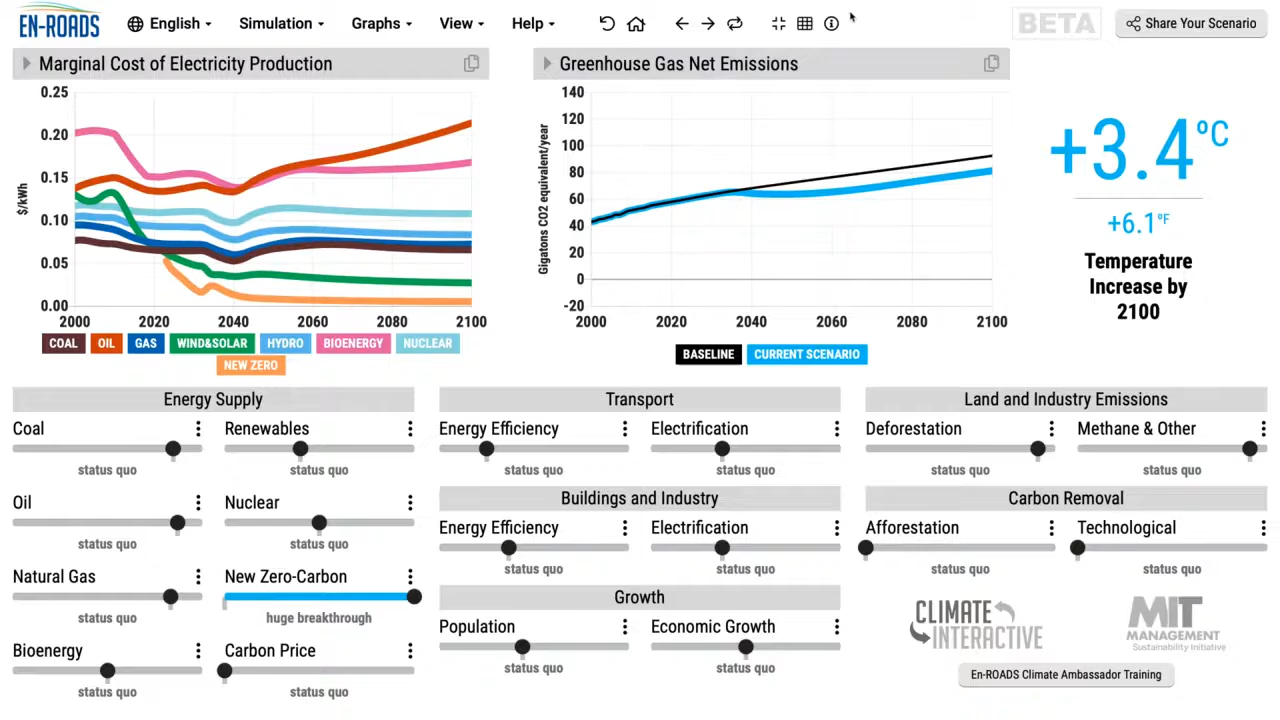 EN-ROADS
English
Simulation
Graphs
View
Help
BETA
Share Your Scenario
Marginal Cost of Electricity Production
$/kWh
0.25
0.20
0.15
0.10
0.05
0.00
2000 2020 2040 2060 2080 2100
COAL OIL GAS WIND&SOLAR HYDRO BIOENERGY NUCLEAR
NEW ZERO
Greenhouse Gas Net Emissions
Gigatons CO2 equivalent/year
140
120
100
80
60
40
20
0
-20
2000 2020 2040 2060 2080 2100
BASELINE CURRENT SCENARIO
+3.4°C
+6.1°F
Temperature
Increase by
2100
Energy Supply
Coal
status quo
Renewables
status quo
Oil
status quo
Nuclear
status quo
Natural Gas
status quo
New Zero-Carbon
huge breakthrough
Bioenergy
status quo
Carbon Price
status quo
Transport
Energy Efficiency
status quo
Electrification
status quo
Buildings and Industry
Energy Efficiency
status quo
Electrification
status quo
Growth
Population
status quo
Economic Growth
status quo
Land and Industry Emissions
Deforestation
status quo
Methane & Other
status quo
Carbon Removal
Afforestation
status quo
Technological
status quo
CLIMATE
INTERACTIVE
MIT
MANAGEMENT
Sustainability Initiative
En-ROADS Climate Ambassador Training